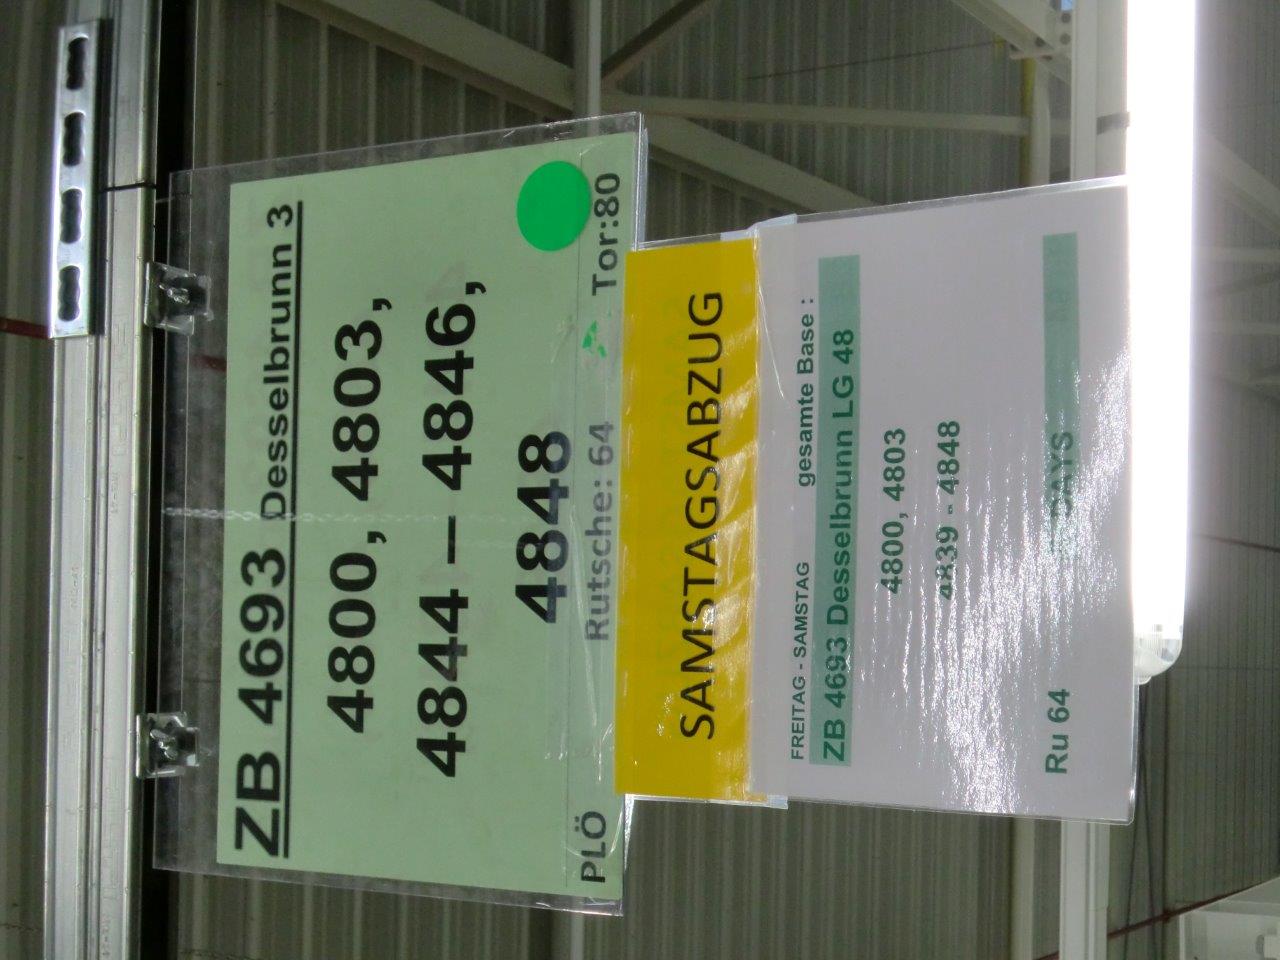 ZB 4693 Desselbrunn 3
4800, 4803,
4844 – 4846,
4848
PLÖ Rutsche: 64 Tor:80
SAMSTAGSABZUG
FREITAG - SAMSTAG gesamte Base :
ZB 4693 Desselbrunn LG 48
4800, 4803
4839 - 4848
Ru 64 DAYS